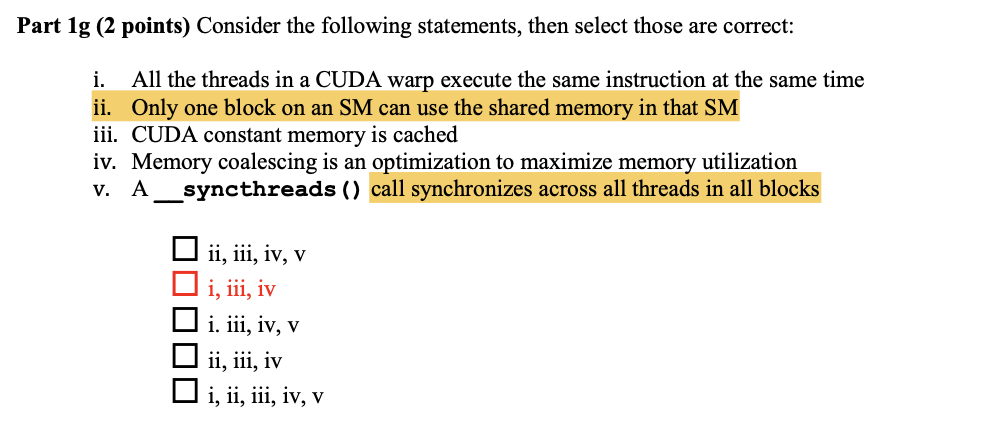 Part 1g (2 points) Consider the following statements, then select those are correct:
i. All the threads in a CUDA warp execute the same instruction at the same time
ii. Only one block on an SM can use the shared memory in that SM
iii. CUDA constant memory is cached
iv. Memory coalescing is an optimization to maximize memory utilization
v. A __syncthreads() call synchronizes across all threads in all blocks
ii, iii, iv, v
i, iii, iv
i. iii, iv, v
ii, iii, iv
i, ii, iii, iv, v